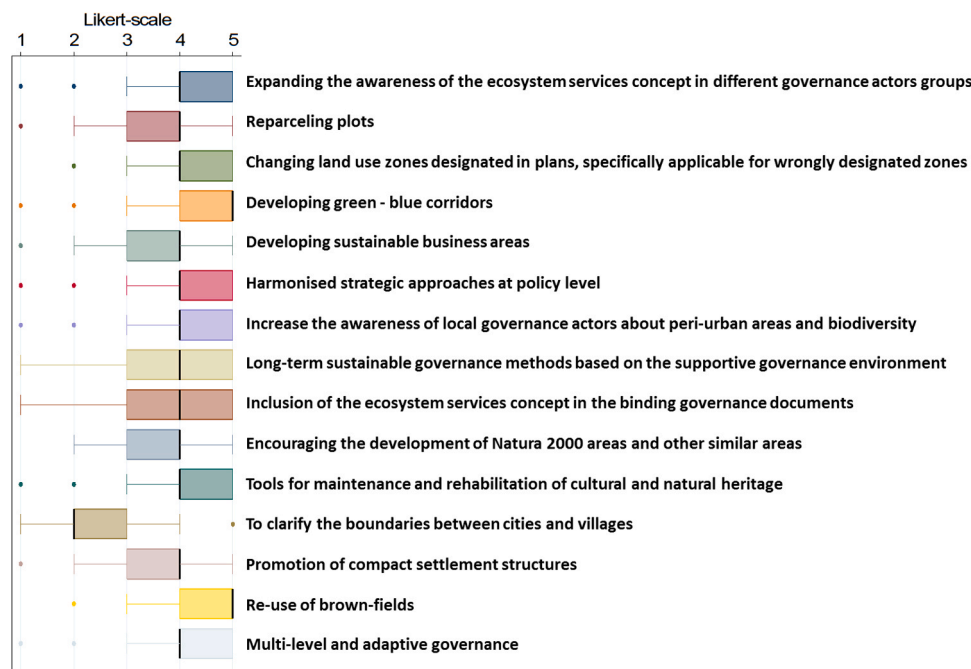 Likert-scale
1 2 3 4 5
Expanding the awareness of the ecosystem services concept in different governance actors groups
Reparceling plots
Changing land use zones designated in plans, specifically applicable for wrongly designated zones
Developing green - blue corridors
Developing sustainable business areas
Harmonised strategic approaches at policy level
Increase the awareness of local governance actors about peri-urban areas and biodiversity
Long-term sustainable governance methods based on the supportive governance environment
Inclusion of the ecosystem services concept in the binding governance documents
Encouraging the development of Natura 2000 areas and other similar areas
Tools for maintenance and rehabilitation of cultural and natural heritage
To clarify the boundaries between cities and villages
Promotion of compact settlement structures
Re-use of brown-fields
Multi-level and adaptive governance